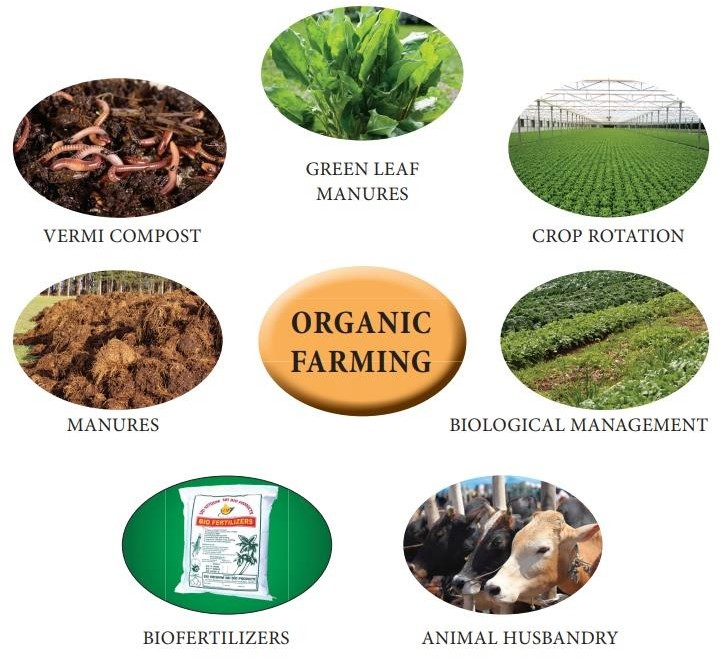 GREEN LEAF
MANURES
VERMI COMPOST
CROP ROTATION
ORGANIC
FARMING
MANURES
BIOLOGICAL MANAGEMENT
BIO FERTILIZERS
BIOFERTILIZERS
ANIMAL HUSBANDRY